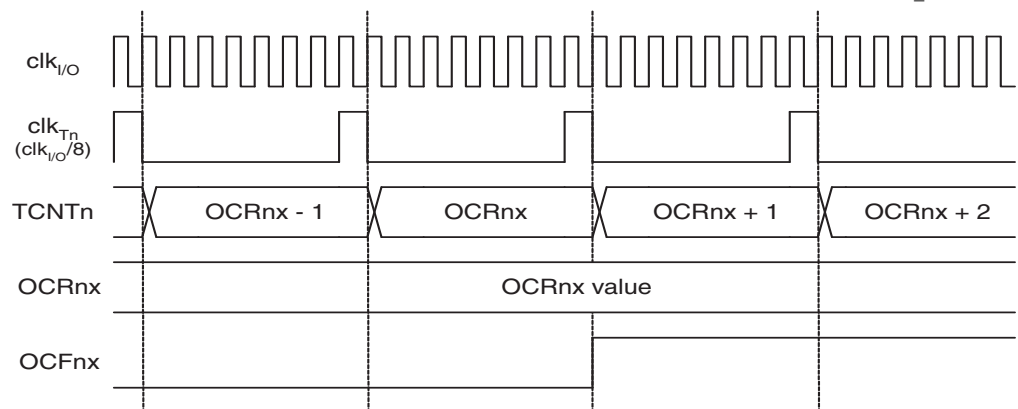 clkI/O
clkTn
(clkI/O/8)
TCNTn OCRnx - 1 OCRnx OCRnx + 1 OCRnx + 2
OCRnx OCRnx value
OCFnx